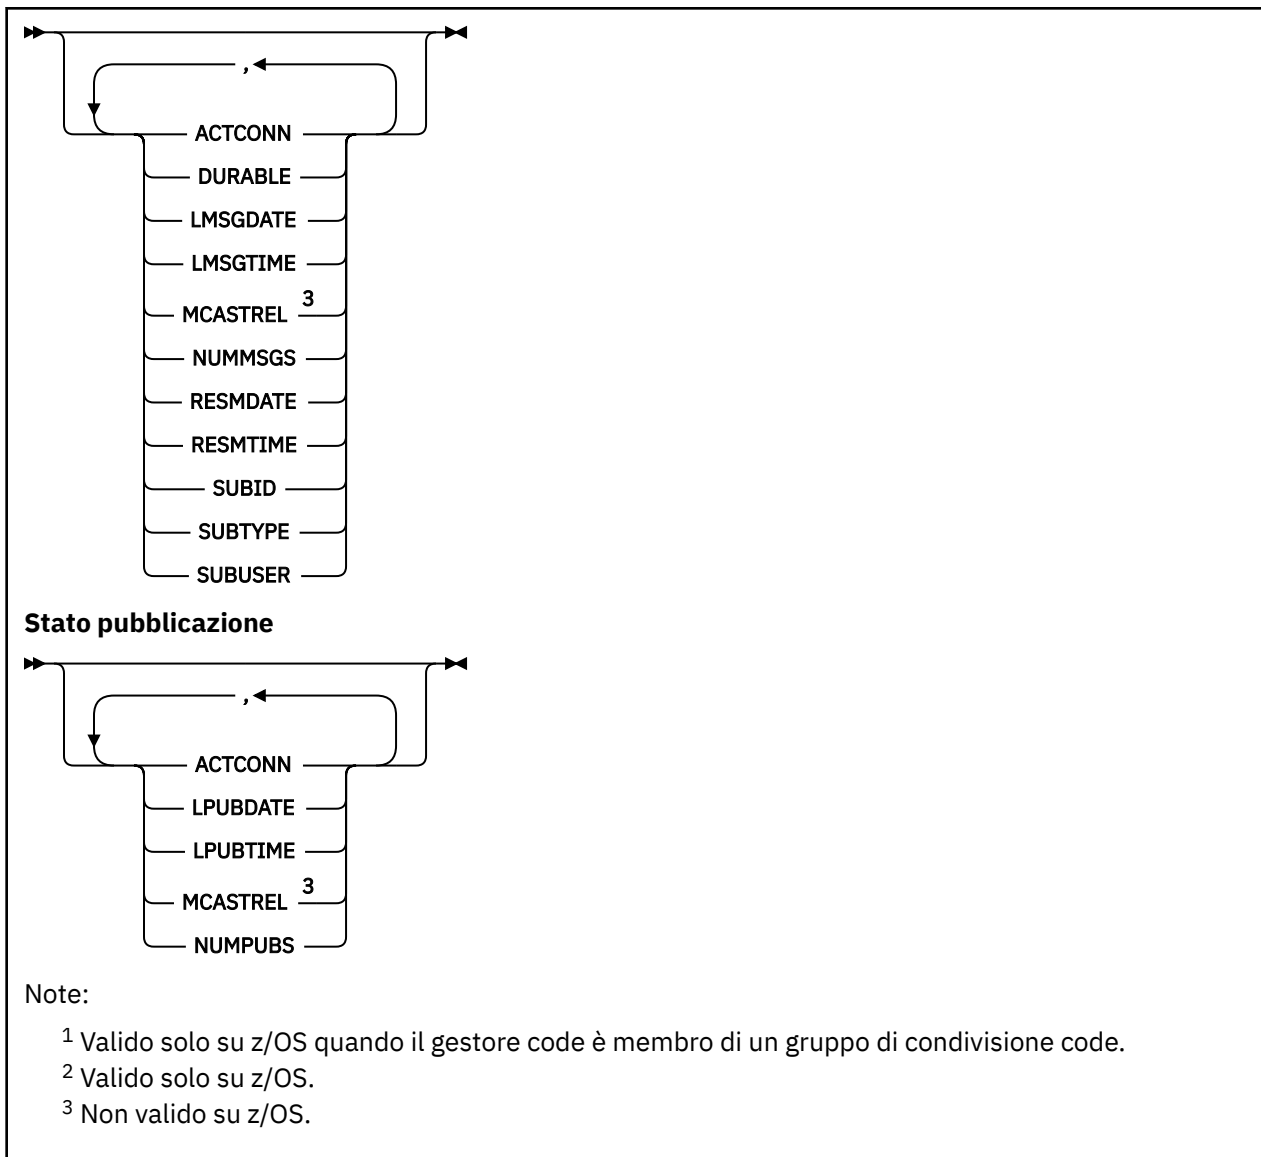 ,
ACTCONN
DURABLE
LMSGDATE
LMSGTIME
MCASTREL 3
NUMMSGS
RESMDATE
RESMTIME
SUBID
SUBTYPE
SUBUSER
Stato pubblicazione
,
ACTCONN
LPUBDATE
LPUBTIME
MCASTREL 3
NUMPUBS
Note:
1 Valido solo su z/OS quando il gestore code è membro di un gruppo di condivisione code.
2 Valido solo su z/OS.
3 Non valido su z/OS.